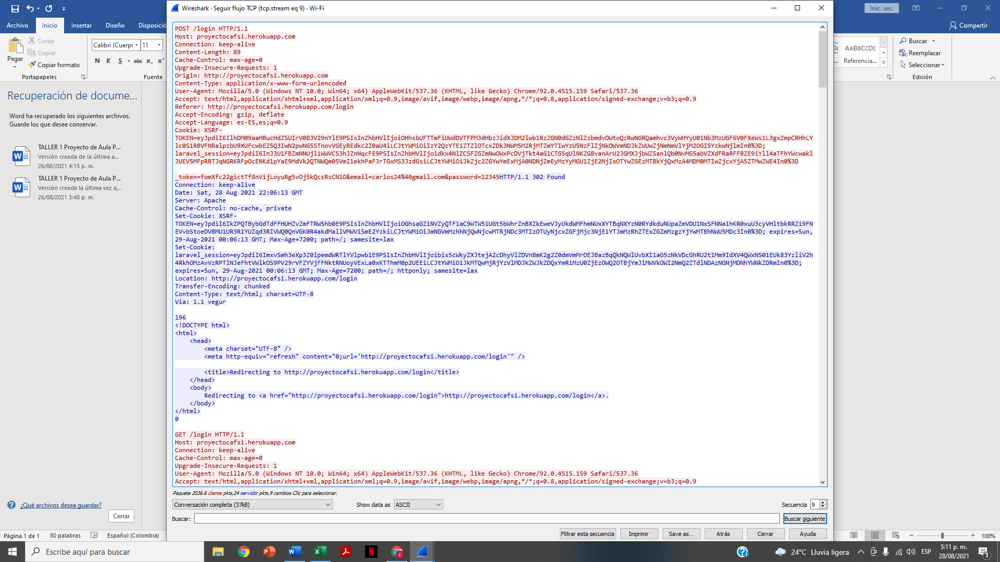 Inic. ses.
Archivo
Inicio
Insertar
Diseño
Disposició
Compartir
Pegar
Cortar
Copiar
Copiar formato
Portapapeles
Calibri (Cuerpo
11
N K S abc x₂ x²
Fuente
AABBCCDE
Referencia...
Buscar
Reemplazar
Seleccionar
Edición
Recuperación de docume...
Word ha recuperado los siguientes archivos.
Guarde los que desee conservar.
TALLER 1 Proyecto de Aula P...
Versión creada de la última a...
26/08/2021 4:15 p. m.
TALLER 1 Proyecto de Aula P...
Versión creada la última vez q...
26/08/2021 3:48 p. m.
¿Qué archivos desea guardar?
Cerrar
Página 1 de 1
80 palabras
Español (Colombia)
Wireshark · Seguir flujo TCP (tcp.stream eq 9) · Wi-Fi
POST /login HTTP/1.1
Host: proyectocafsi.herokuapp.com
Connection: keep-alive
Content-Length: 89
Cache-Control: max-age=0
Upgrade-Insecure-Requests: 1
Origin: http://proyectocafsi.herokuapp.com
Content-Type: application/x-www-form-urlencoded
User-Agent: Mozilla/5.0 (Windows NT 10.0; Win64; x64) AppleWebKit/537.36 (KHTML, like Gecko) Chrome/92.0.4515.159 Safari/537.36
Accept: text/html,application/xhtml+xml,application/xml;q=0.9,image/avif,image/webp,image/apng,*/*;q=0.8,application/signed-exchange;v=b3;q=0.9
Referer: http://proyectocafsi.herokuapp.com/login
Accept-Encoding: gzip, deflate
Accept-Language: es-ES,es;q=0.9
Cookie: XSRF-
laravel_session=
_token=fomXfc22gictTf8nVijLoyuRg5vOj5kQcsRsCN1O&email=carlos24%40gmail.com&password=12345HTTP/1.1 302 Found
Connection: keep-alive
Date: Sat, 28 Aug 2021 22:06:13 GMT
Server: Apache
Cache-Control: no-cache, private
Set-Cookie: XSRF-
expires=Sun,
29-Aug-2021 00:06:13 GMT; Max-Age=7200; path=/; samesite=lax
Set-Cookie:
laravel_session=
expires=Sun, 29-Aug-2021 00:06:13 GMT; Max-Age=7200; path=/; httponly; samesite=lax
Location: http://proyectocafsi.herokuapp.com/login
Transfer-Encoding: chunked
Content-Type: text/html; charset=UTF-8
Via: 1.1 vegur
196
<!DOCTYPE html>
<html>
<head>
<meta charset="UTF-8" />
<meta http-equiv="refresh" content="0;url='http://proyectocafsi.herokuapp.com/login'" />
<title>Redirecting to http://proyectocafsi.herokuapp.com/login</title>
</head>
<body>
Redirecting to <a href="http://proyectocafsi.herokuapp.com/login">http://proyectocafsi.herokuapp.com/login</a>.
</body>
</html>
0
GET /login HTTP/1.1
Host: proyectocafsi.herokuapp.com
Connection: keep-alive
Cache-Control: max-age=0
Upgrade-Insecure-Requests: 1
User-Agent: Mozilla/5.0 (Windows NT 10.0; Win64; x64) AppleWebKit/537.36 (KHTML, like Gecko) Chrome/92.0.4515.159 Safari/537.36
Accept: text/html,application/xhtml+xml,application/xml;q=0.9,image/avif,image/webp,image/apng,*/*;q=0.8,application/signed-exchange;v=b3;q=0.9
Paquete 2036.6 cliente pkts,24 servidor pkts,9 cambios.Clic para seleccionar.
Conversación completa (37kB)
Show data as
ASCII
Secuencia
9
Buscar:
Buscar siguiente
Filtrar esta secuencia
Imprimir
Save as...
Atrás
Cerrar
Ayuda
100%
Escribe aquí para buscar
24°C Lluvia ligera
ESP
5:11 p. m.
28/08/2021
3